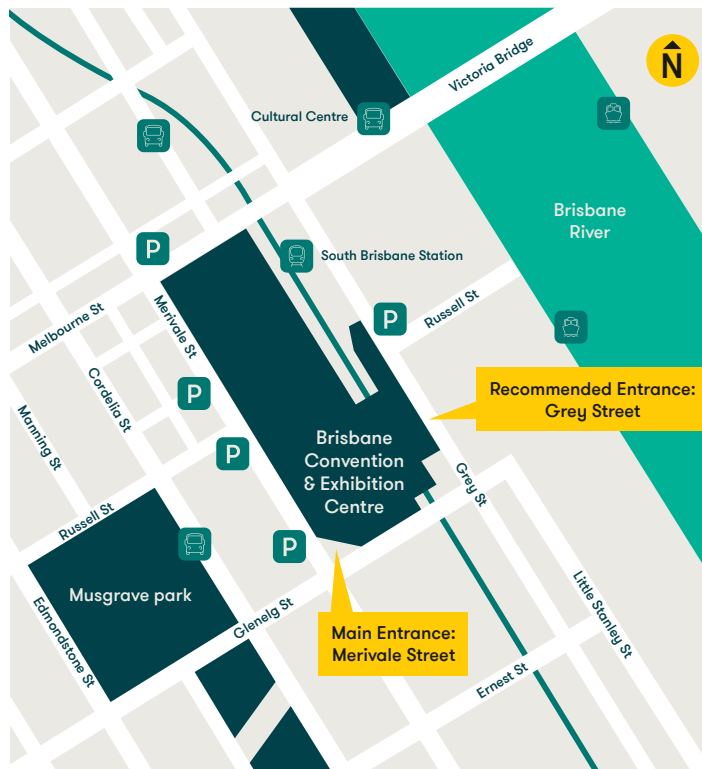 N
Victoria Bridge
Cultural Centre
Brisbane
River
South Brisbane Station
P
P
Russell St
Melbourne St
Merivale St
Recommended Entrance:
Grey Street
Cordelia St
P
Manning St
Brisbane
Convention
& Exhibition
Centre
P
Grey St
Russell St
P
Musgrave park
Little Stanley St
Edmondstone St
Glenelg St
Main Entrance:
Merivale Street
Ernest St